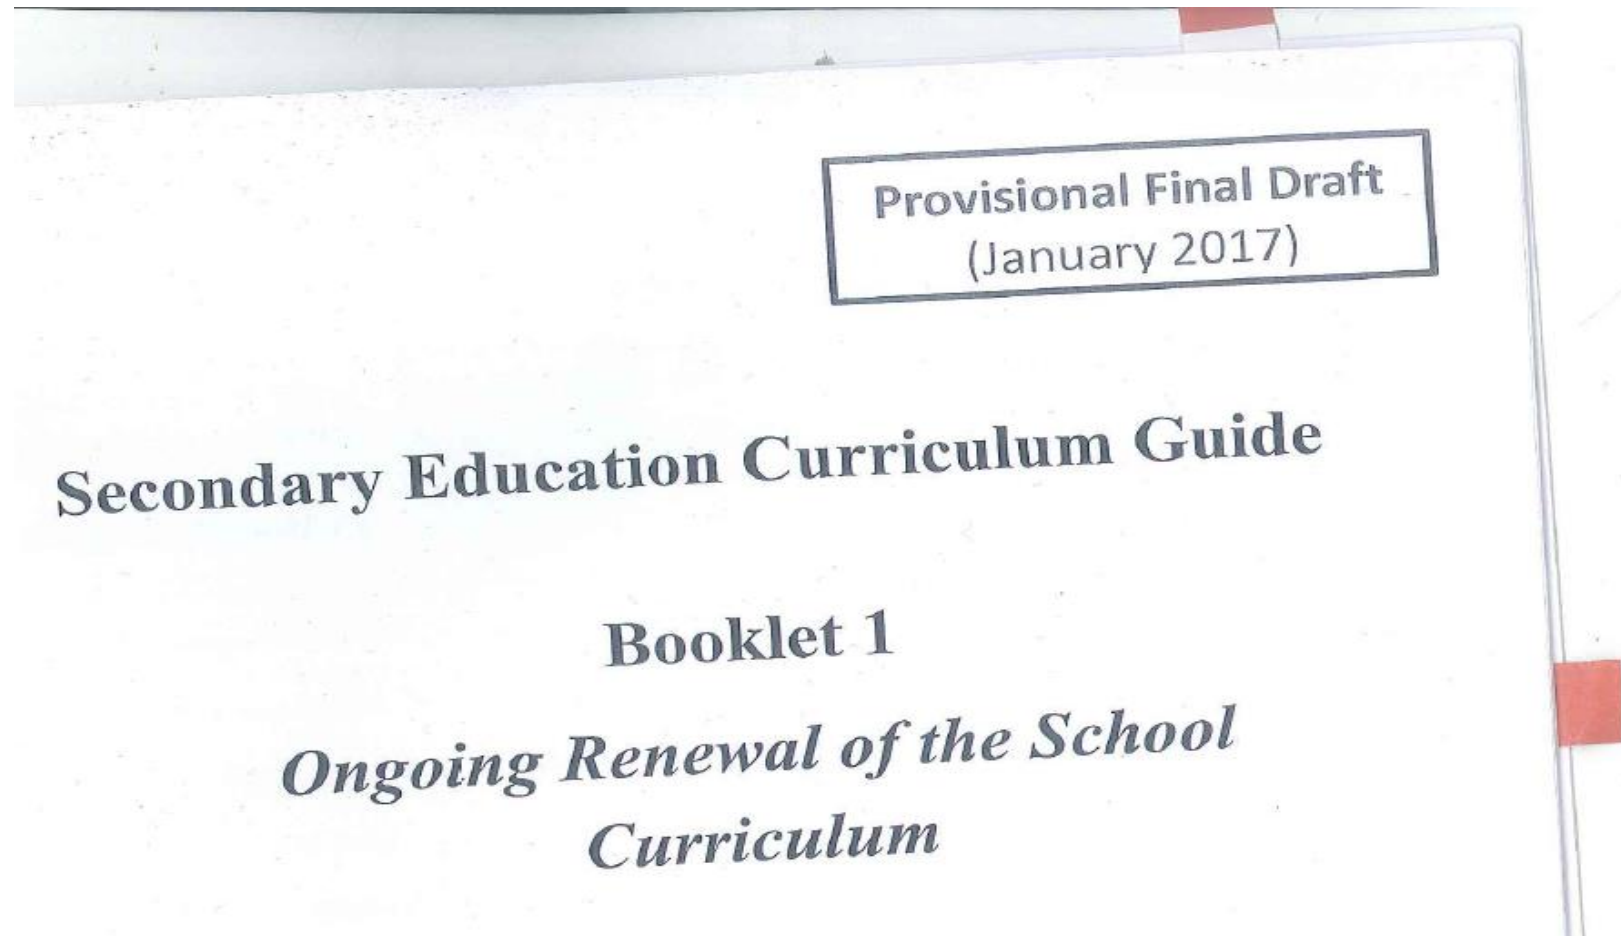 Provisional Final Draft
(January 2017)
Secondary Education Curriculum Guide
Booklet 1
Ongoing Renewal of the School
Curriculum